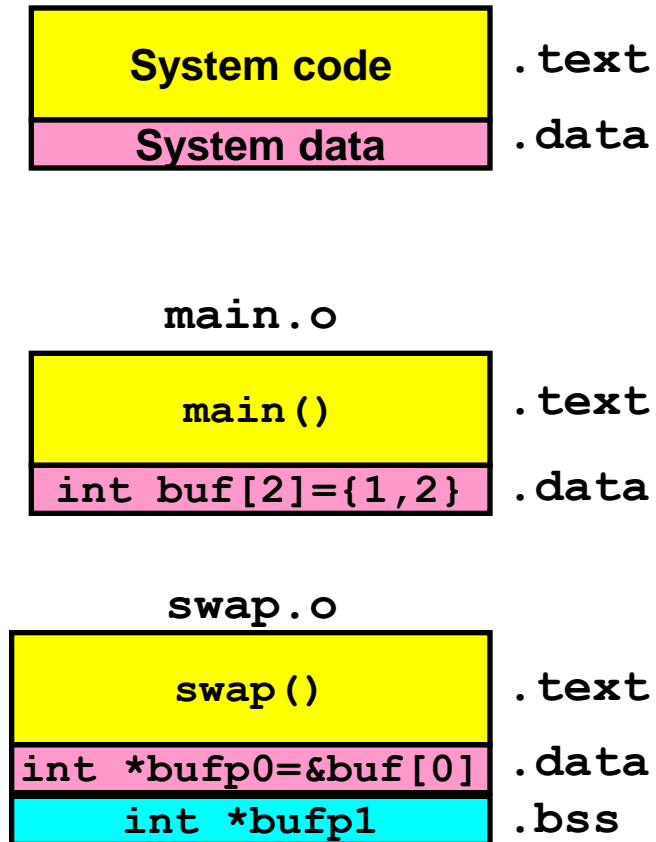 System code .text
System data .data
main.o
main() .text
int buf[2]={1,2} .data
swap.o
swap() .text
int *bufp0=&buf[0] .data
int *bufp1 .bss